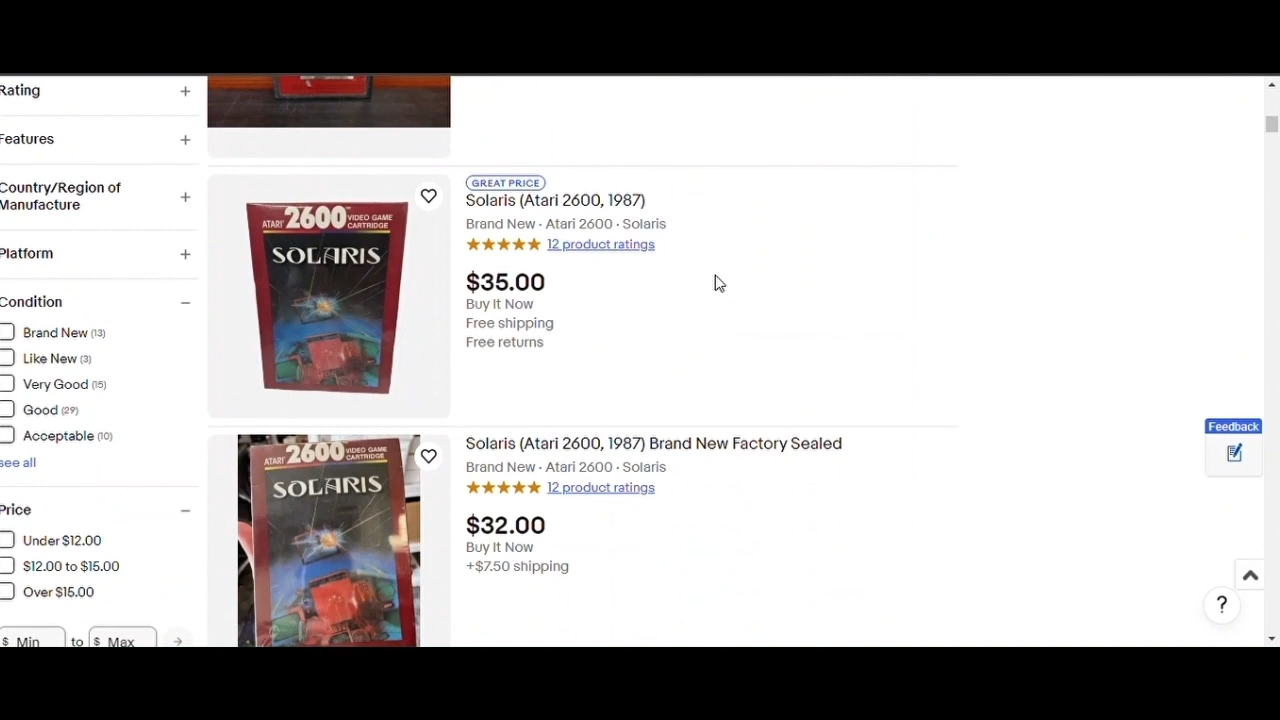 Rating
Features
Country/Region of
Manufacture
Platform
Condition
Brand New (13)
Like New (3)
Very Good (15)
Good (29)
Acceptable (10)
see all
Price
Under $12.00
$12.00 to $15.00
Over $15.00
$ Min to $ Max
ATARI 2600™ VIDEO GAME
CARTRIDGE
SOLARIS
GREAT PRICE
Solaris (Atari 2600, 1987)
Brand New · Atari 2600 · Solaris
12 product ratings
$35.00
Buy It Now
Free shipping
Free returns
ATARI 2600™ VIDEO GAME
CARTRIDGE
SOLARIS
Solaris (Atari 2600, 1987) Brand New Factory Sealed
Brand New · Atari 2600 · Solaris
12 product ratings
$32.00
Buy It Now
+$7.50 shipping
Feedback
?